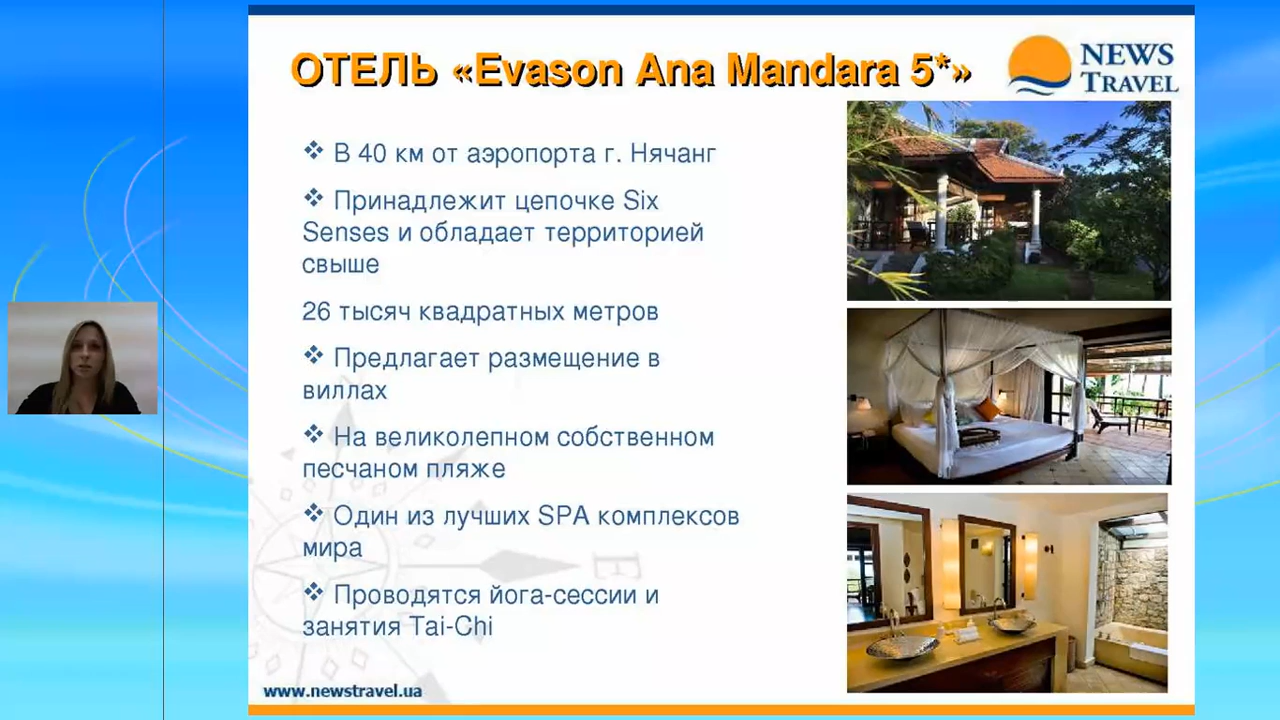 ОТЕЛЬ «Evason Ana Mandara 5*»
NEWS
TRAVEL
В 40 км от аэропорта г. Нячанг
Принадлежит цепочке Six
Senses и обладает территорией
свыше
26 тысяч квадратных метров
Предлагает размещение в
виллах
На великолепном собственном
песчаном пляже
Один из лучших SPA комплексов
мира
Проводятся йога-сессии и
занятия Tai-Chi
E
www.newstravel.ua